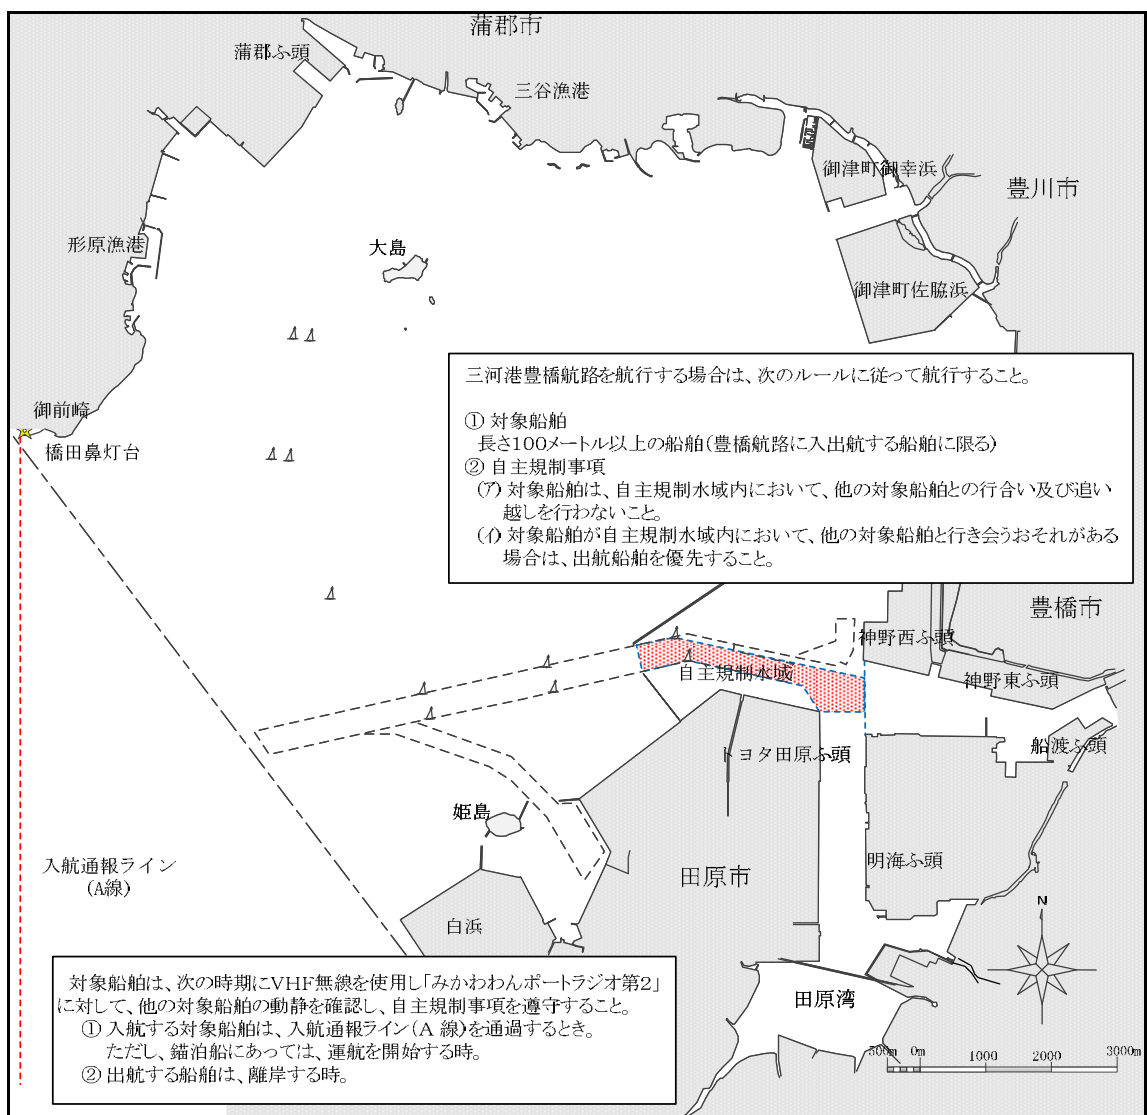 蒲郡市
蒲郡ふ頭
三谷漁港
御津町御幸浜
豊川市
形原漁港
大島
御津町佐脇浜
三河港豊橋航路を航行する場合は、次のルールに従って航行すること。
① 対象船舶
長さ100メートル以上の船舶(豊橋航路に入出航する船舶に限る)
② 自主規制事項
(ア) 対象船舶は、自主規制水域内において、他の対象船舶との行合い及び追い
越しを行わないこと。
(イ) 対象船舶が自主規制水域内において、他の対象船舶と行き会うおそれがある
場合は、出航船舶を優先すること。
御前崎
橋田鼻灯台
豊橋市
神野西ふ頭
自主規制水域
神野東ふ頭
トヨタ田原ふ頭
船渡ふ頭
姫島
入航通報ライン
(A線)
田原市
明海ふ頭
白浜
N
対象船舶は、次の時期にVHF無線を使用し「みかわわんポートラジオ第2」
に対して、他の対象船舶の動静を確認し、自主規制事項を遵守すること。
① 入航する対象船舶は、入航通報ライン(A 線)を通過するとき。
ただし、錨泊船にあっては、運航を開始する時。
② 出航する船舶は、離岸する時。
田原湾
500m 0m 1000 2000 3000m